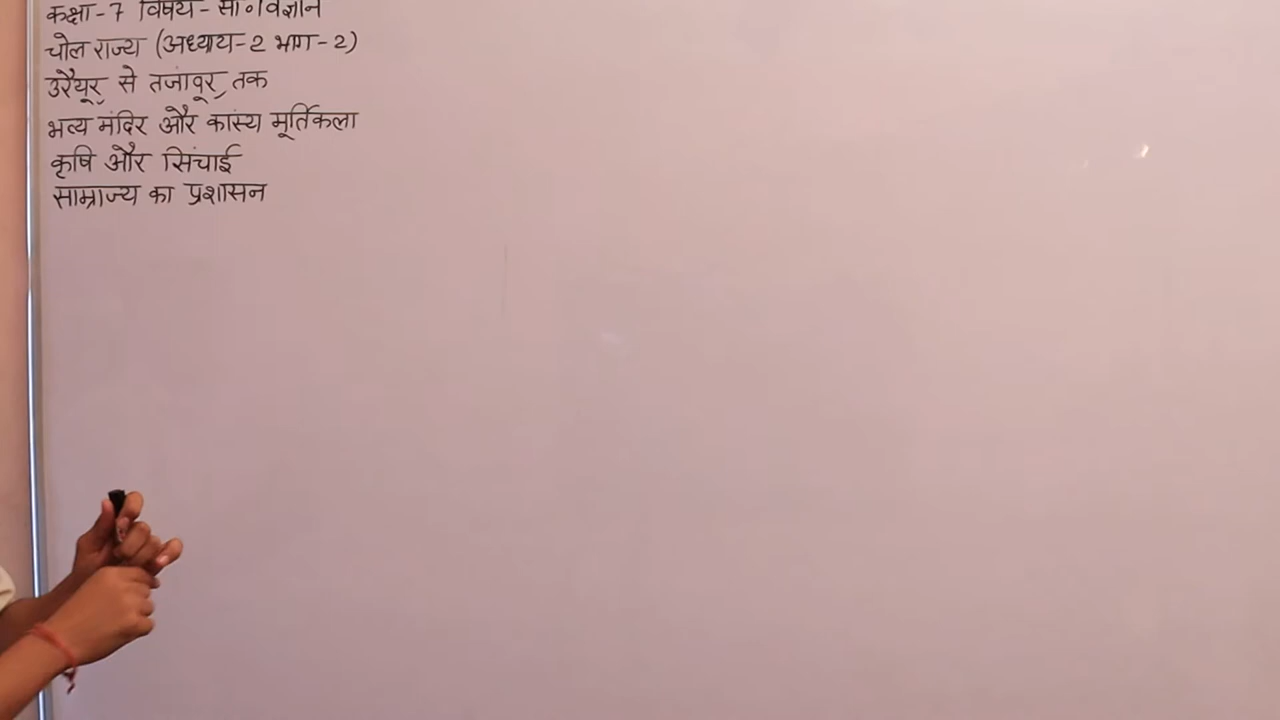 कक्षा-7 विषय- सा०विज्ञान
चोल राज्य (अध्याय-2 भाग-2)
उरैयूर से तंजावूर तक
भव्य मंदिर और कांस्य मूर्तिकला
कृषि और सिंचाई
साम्राज्य का प्रशासन